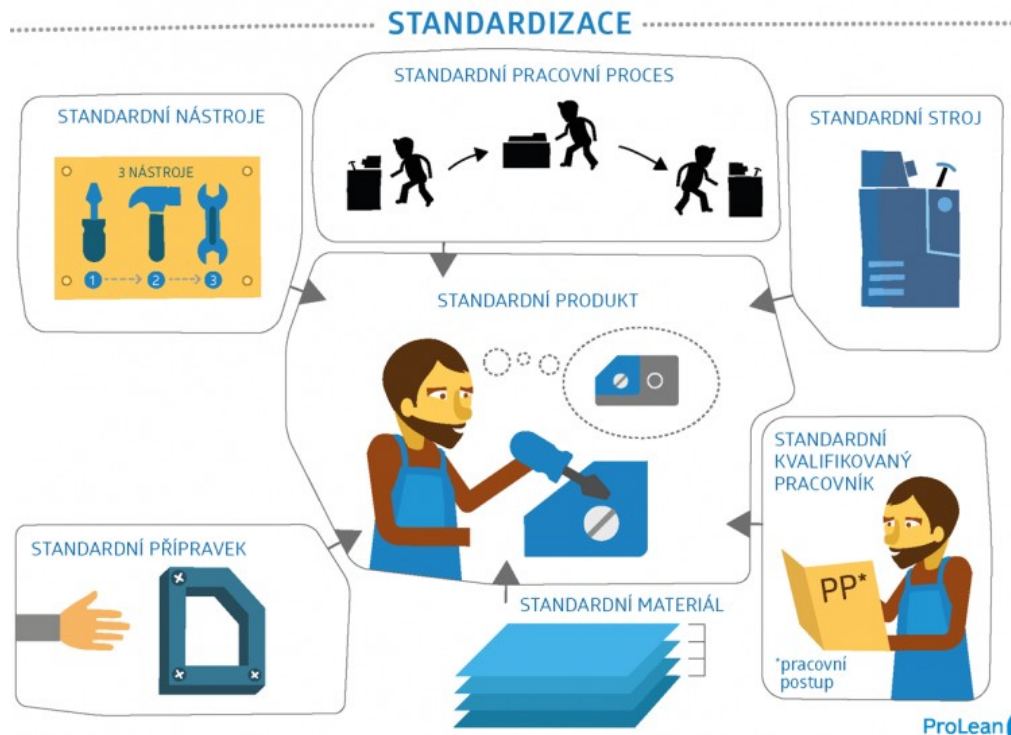 STANDARDIZACE
STANDARDNÍ PRACOVNÍ PROCES
STANDARDNÍ NÁSTROJE
3 NÁSTROJE
1 2 3
STANDARDNÍ STROJ
STANDARDNÍ PRODUKT
STANDARDNÍ
KVALIFIKOVANÝ
PRACOVNÍK
PP*
*pracovní
postup
STANDARDNÍ PŘÍPRAVEK
STANDARDNÍ MATERIÁL
ProLean